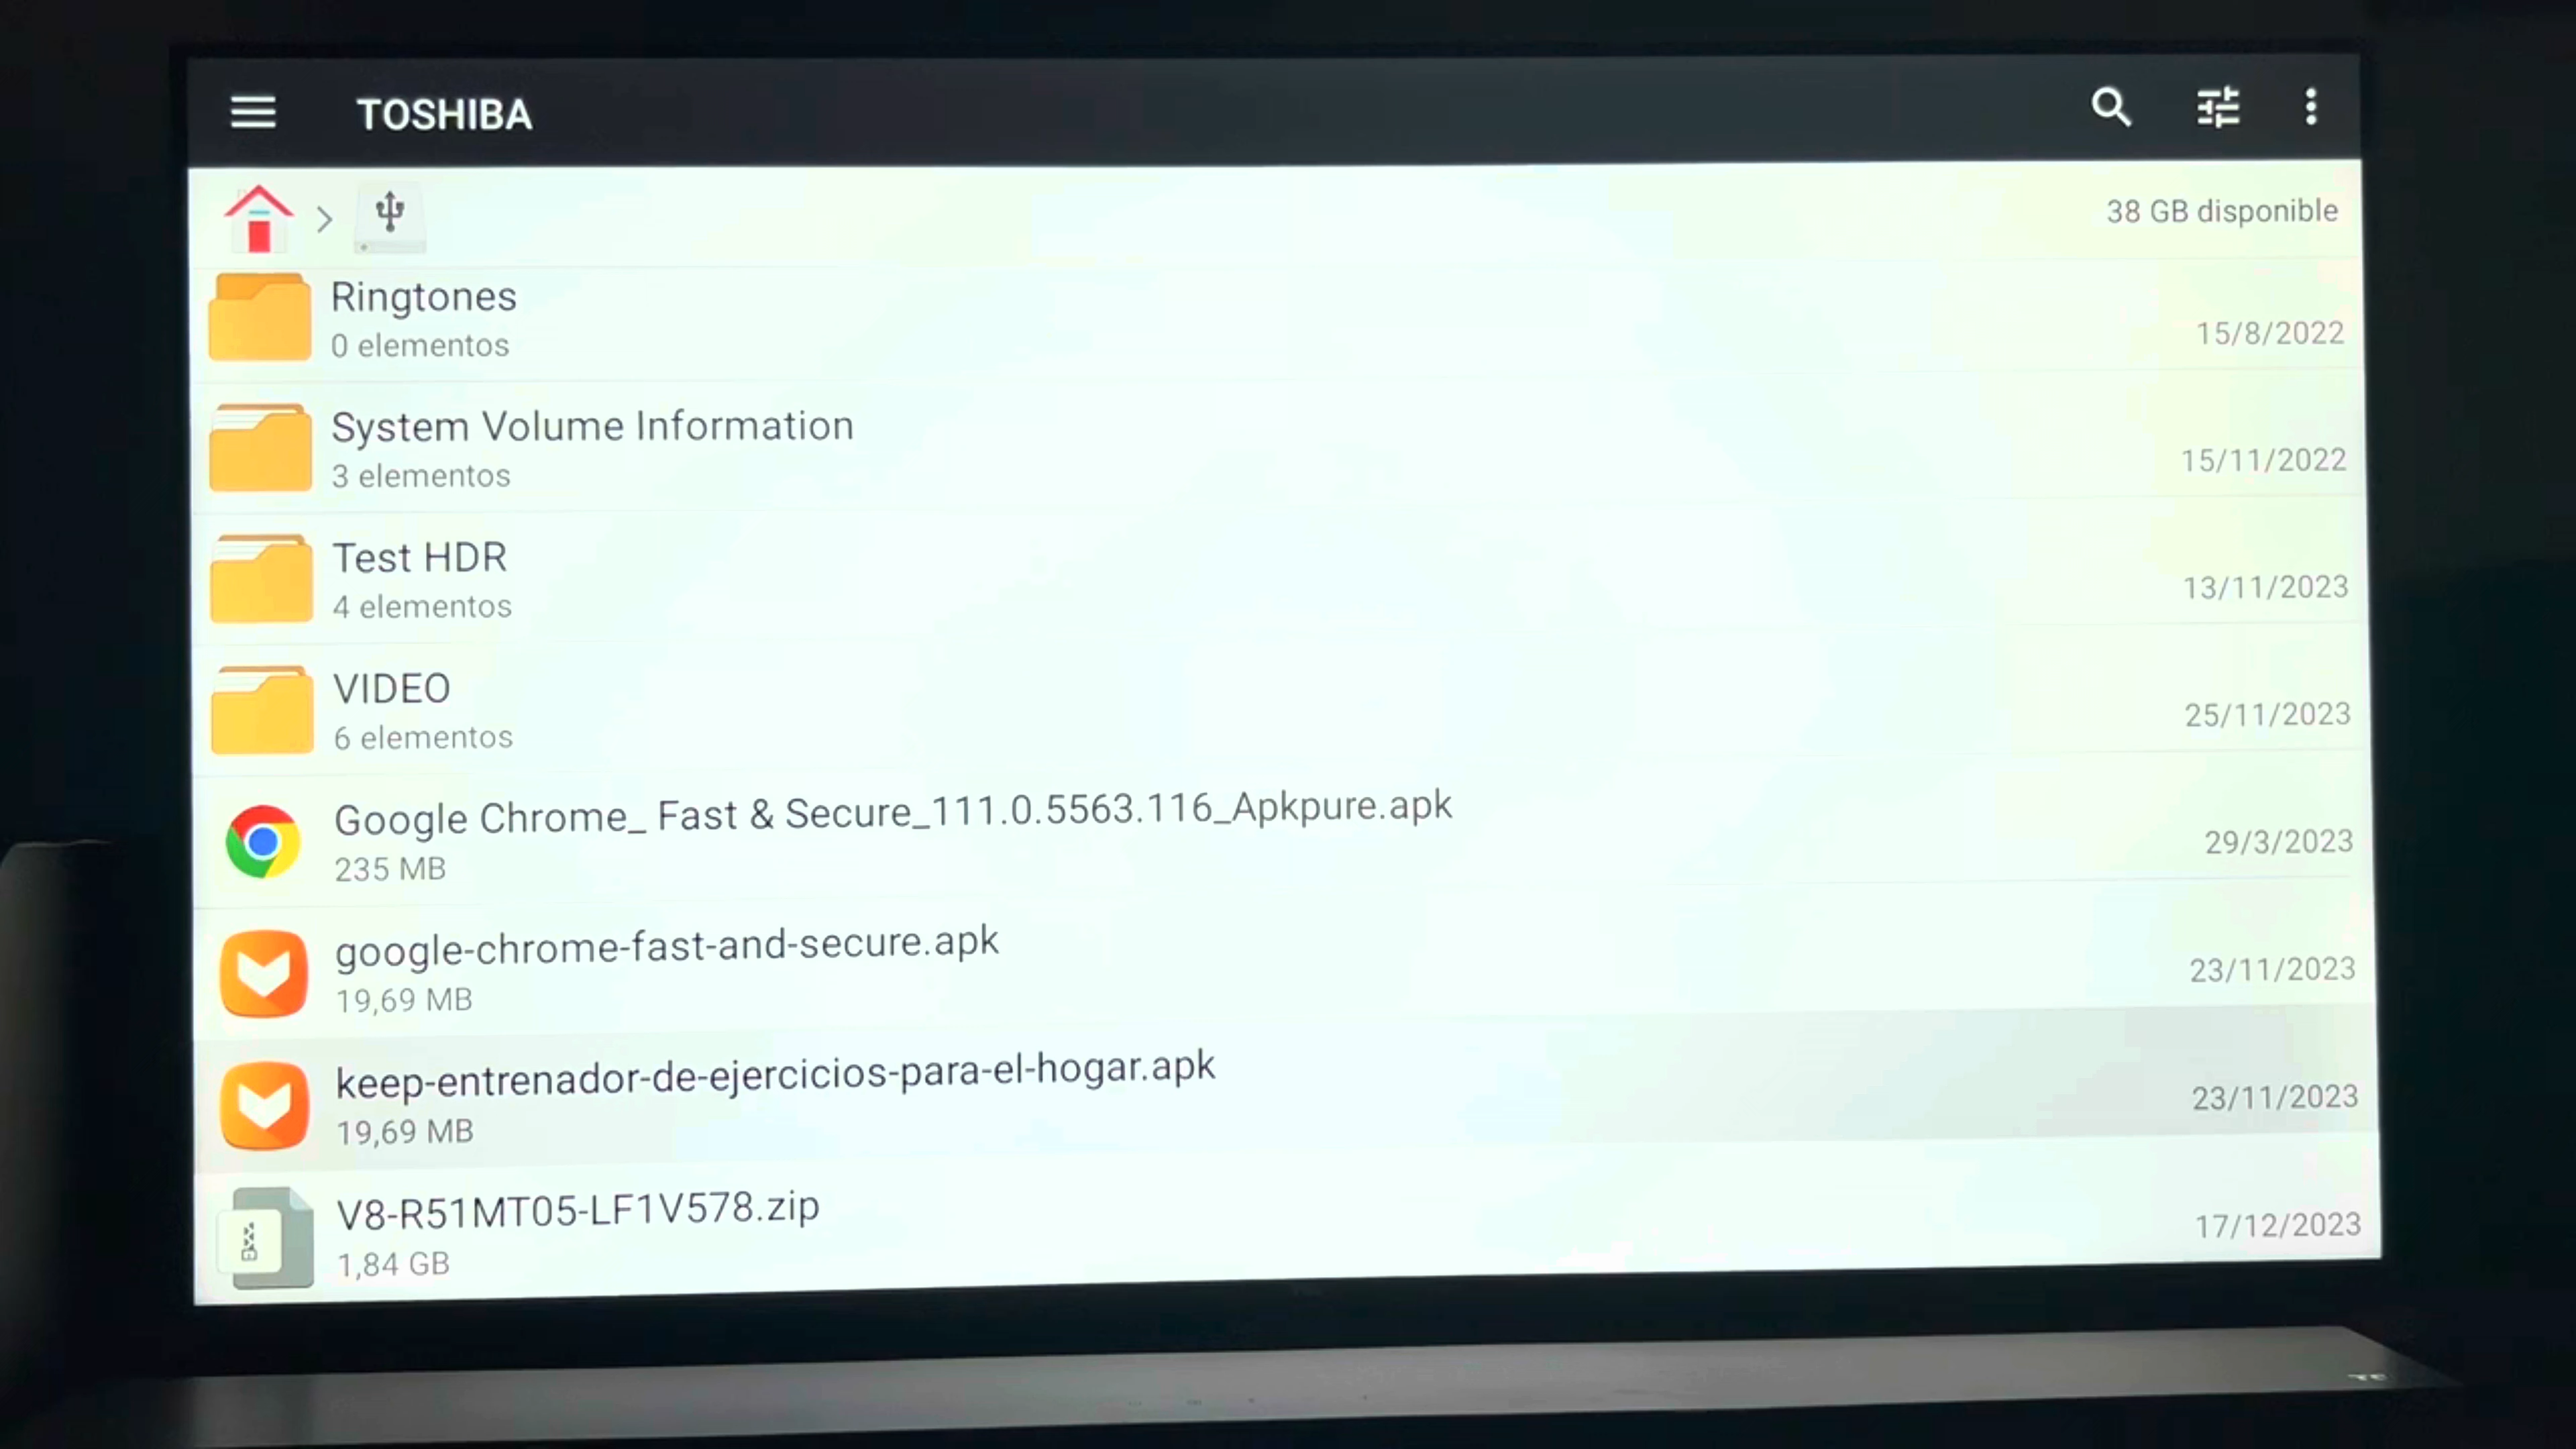 TOSHIBA
38 GB disponible
Ringtones
0 elementos
15/8/2022
System Volume Information
3 elementos
15/11/2022
Test HDR
4 elementos
13/11/2023
VIDEO
6 elementos
25/11/2023
Google Chrome_ Fast & Secure_111.0.5563.116_Apkpure.apk
235 MB
29/3/2023
google-chrome-fast-and-secure.apk
19,69 MB
23/11/2023
keep-entrenador-de-ejercicios-para-el-hogar.apk
19,69 MB
23/11/2023
V8-R51MT05-LF1V578.zip
1,84 GB
17/12/2023